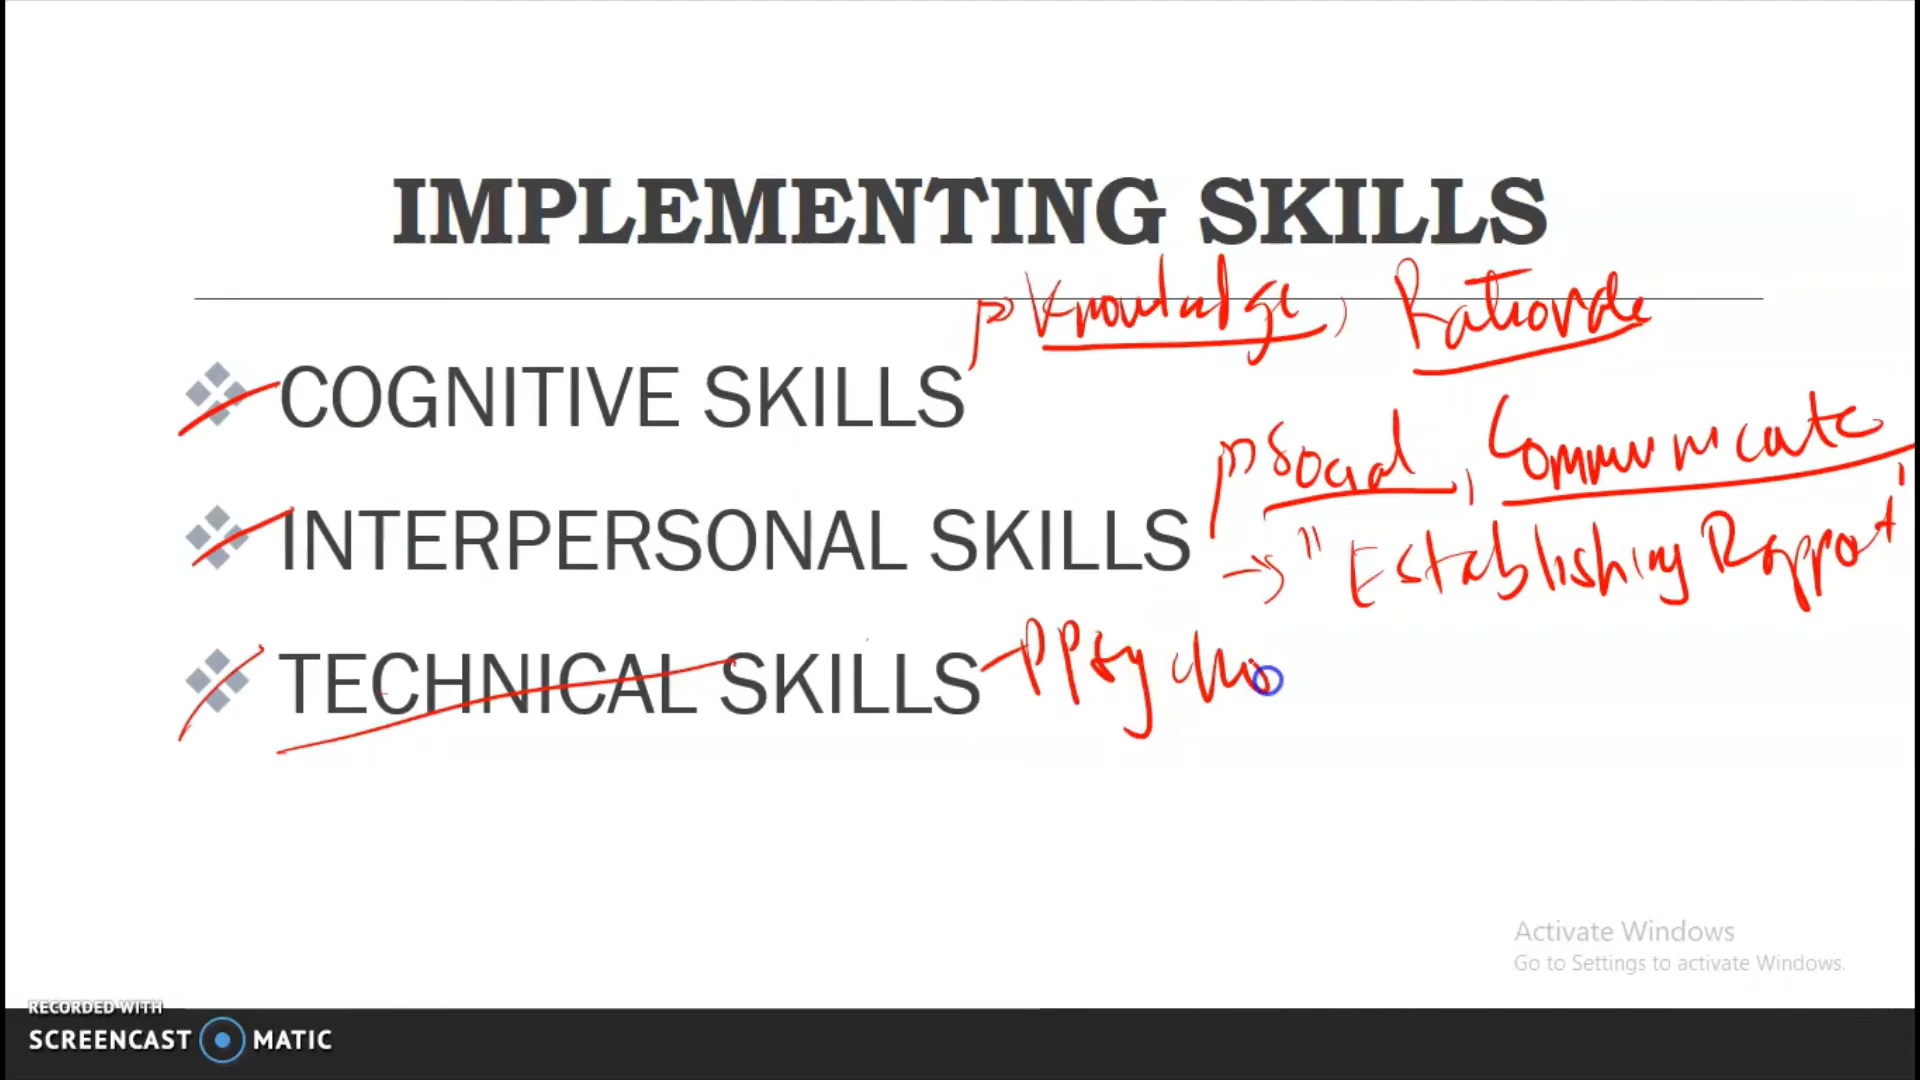 IMPLEMENTING SKILLS
Knowledge, Rationale
COGNITIVE SKILLS
Social, Communicate
INTERPERSONAL SKILLS
→ "Establishing Rapport"
TECHNICAL SKILLS
Psycho
Activate Windows
Go to Settings to activate Windows.
RECORDED WITH
SCREENCAST MATIC